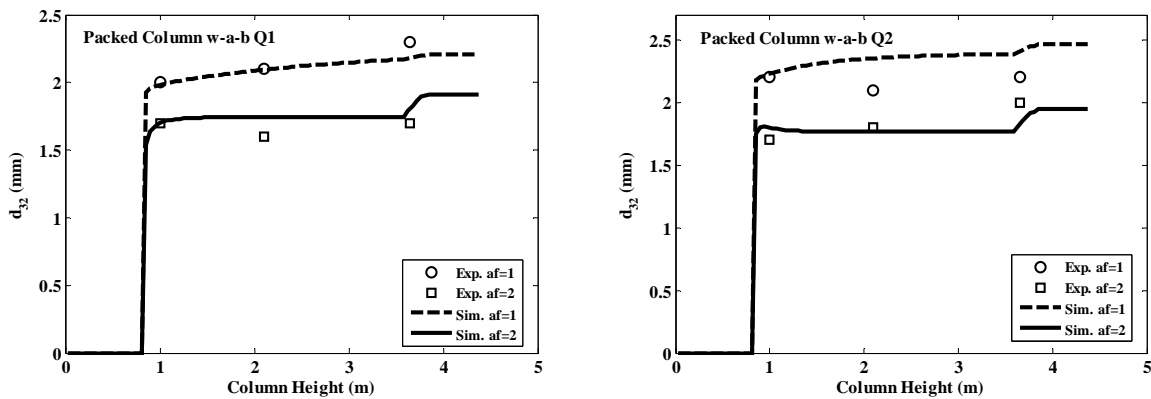 Packed Column w-a-b Q1
d32 (mm)
2.5
2
1.5
1
0.5
0
0 1 2 3 4 5
Column Height (m)
Exp. af=1
Exp. af=2
Sim. af=1
Sim. af=2
Packed Column w-a-b Q2
d32 (mm)
2.5
2
1.5
1
0.5
0
0 1 2 3 4 5
Column Height (m)
Exp. af=1
Exp. af=2
Sim. af=1
Sim. af=2